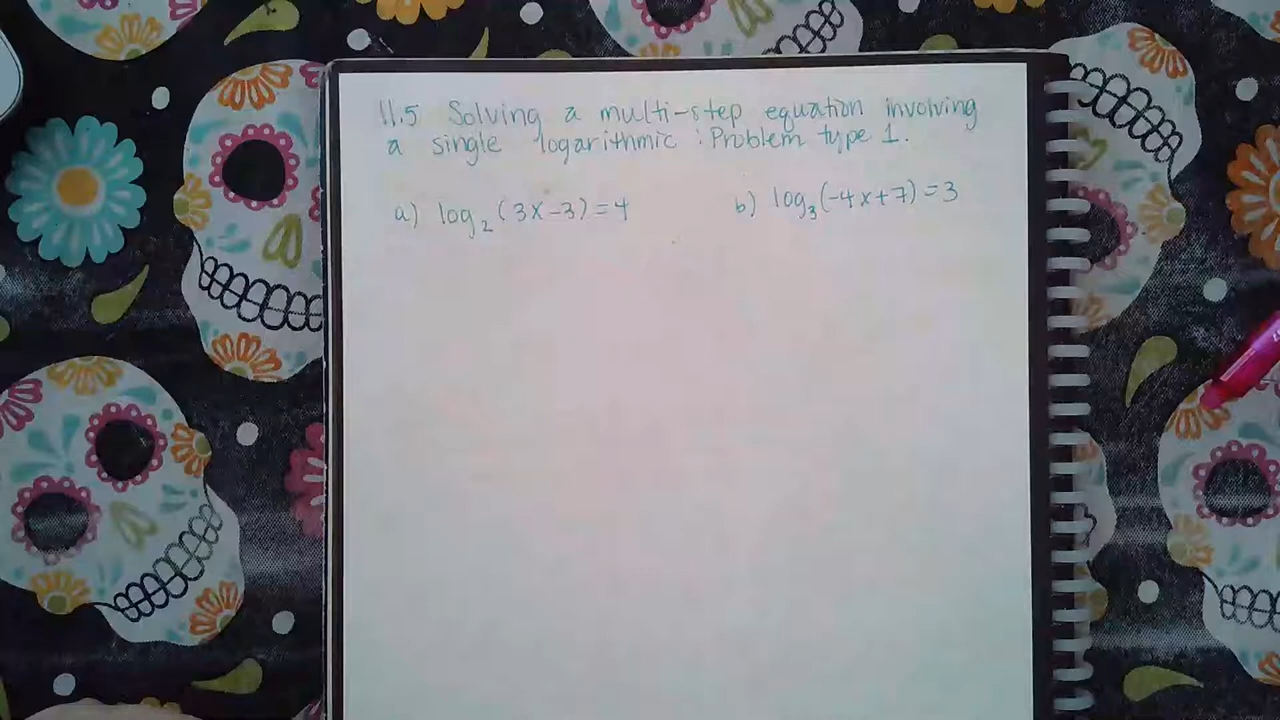 11.5 Solving a multi-step equation involving
a single logarithmic : Problem type 1.
a) log₂(3x-3)=4
b) log₃(-4x+7)=3